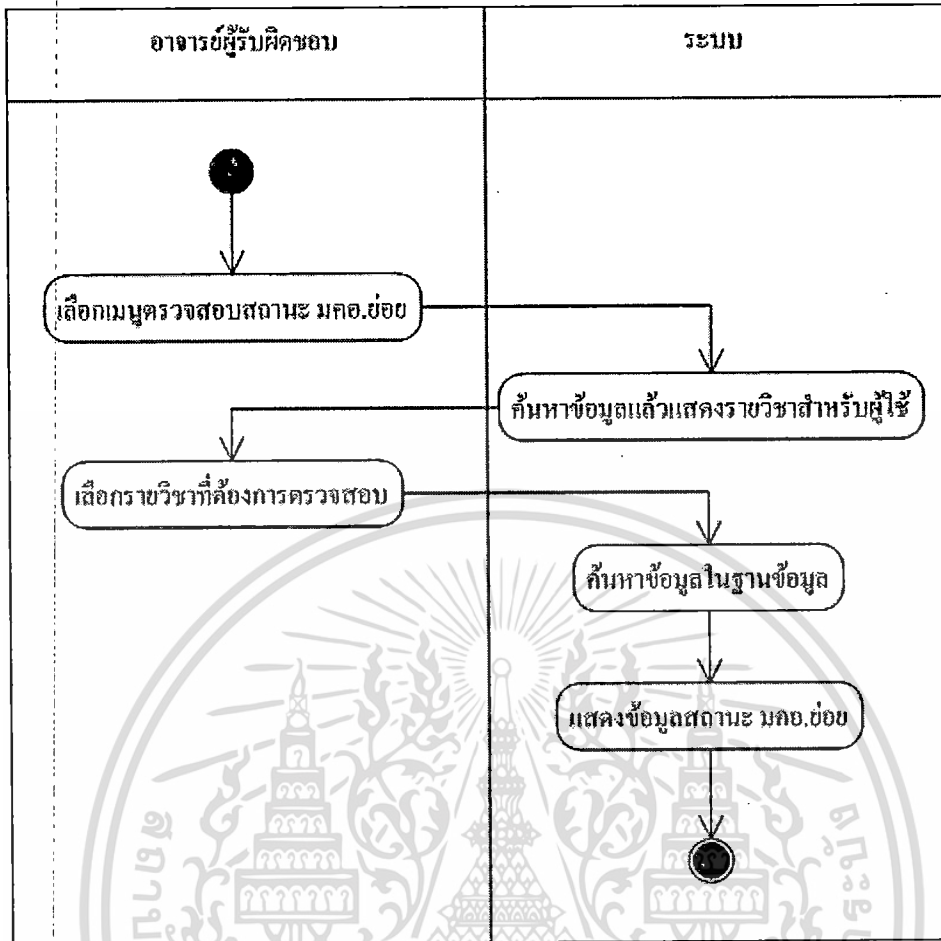 อาจารย์ผู้รับผิดชอบ
ระบบ
เลือกเมนูตรวจสอบสถานะ มคอ.ย่อย
ค้นหาข้อมูลแล้วแสดงรายวิชาสำหรับผู้ใช้
เลือกรายวิชาที่ต้องการตรวจสอบ
ค้นหาข้อมูลในฐานข้อมูล
แสดงข้อมูลสถานะ มคอ.ย่อย